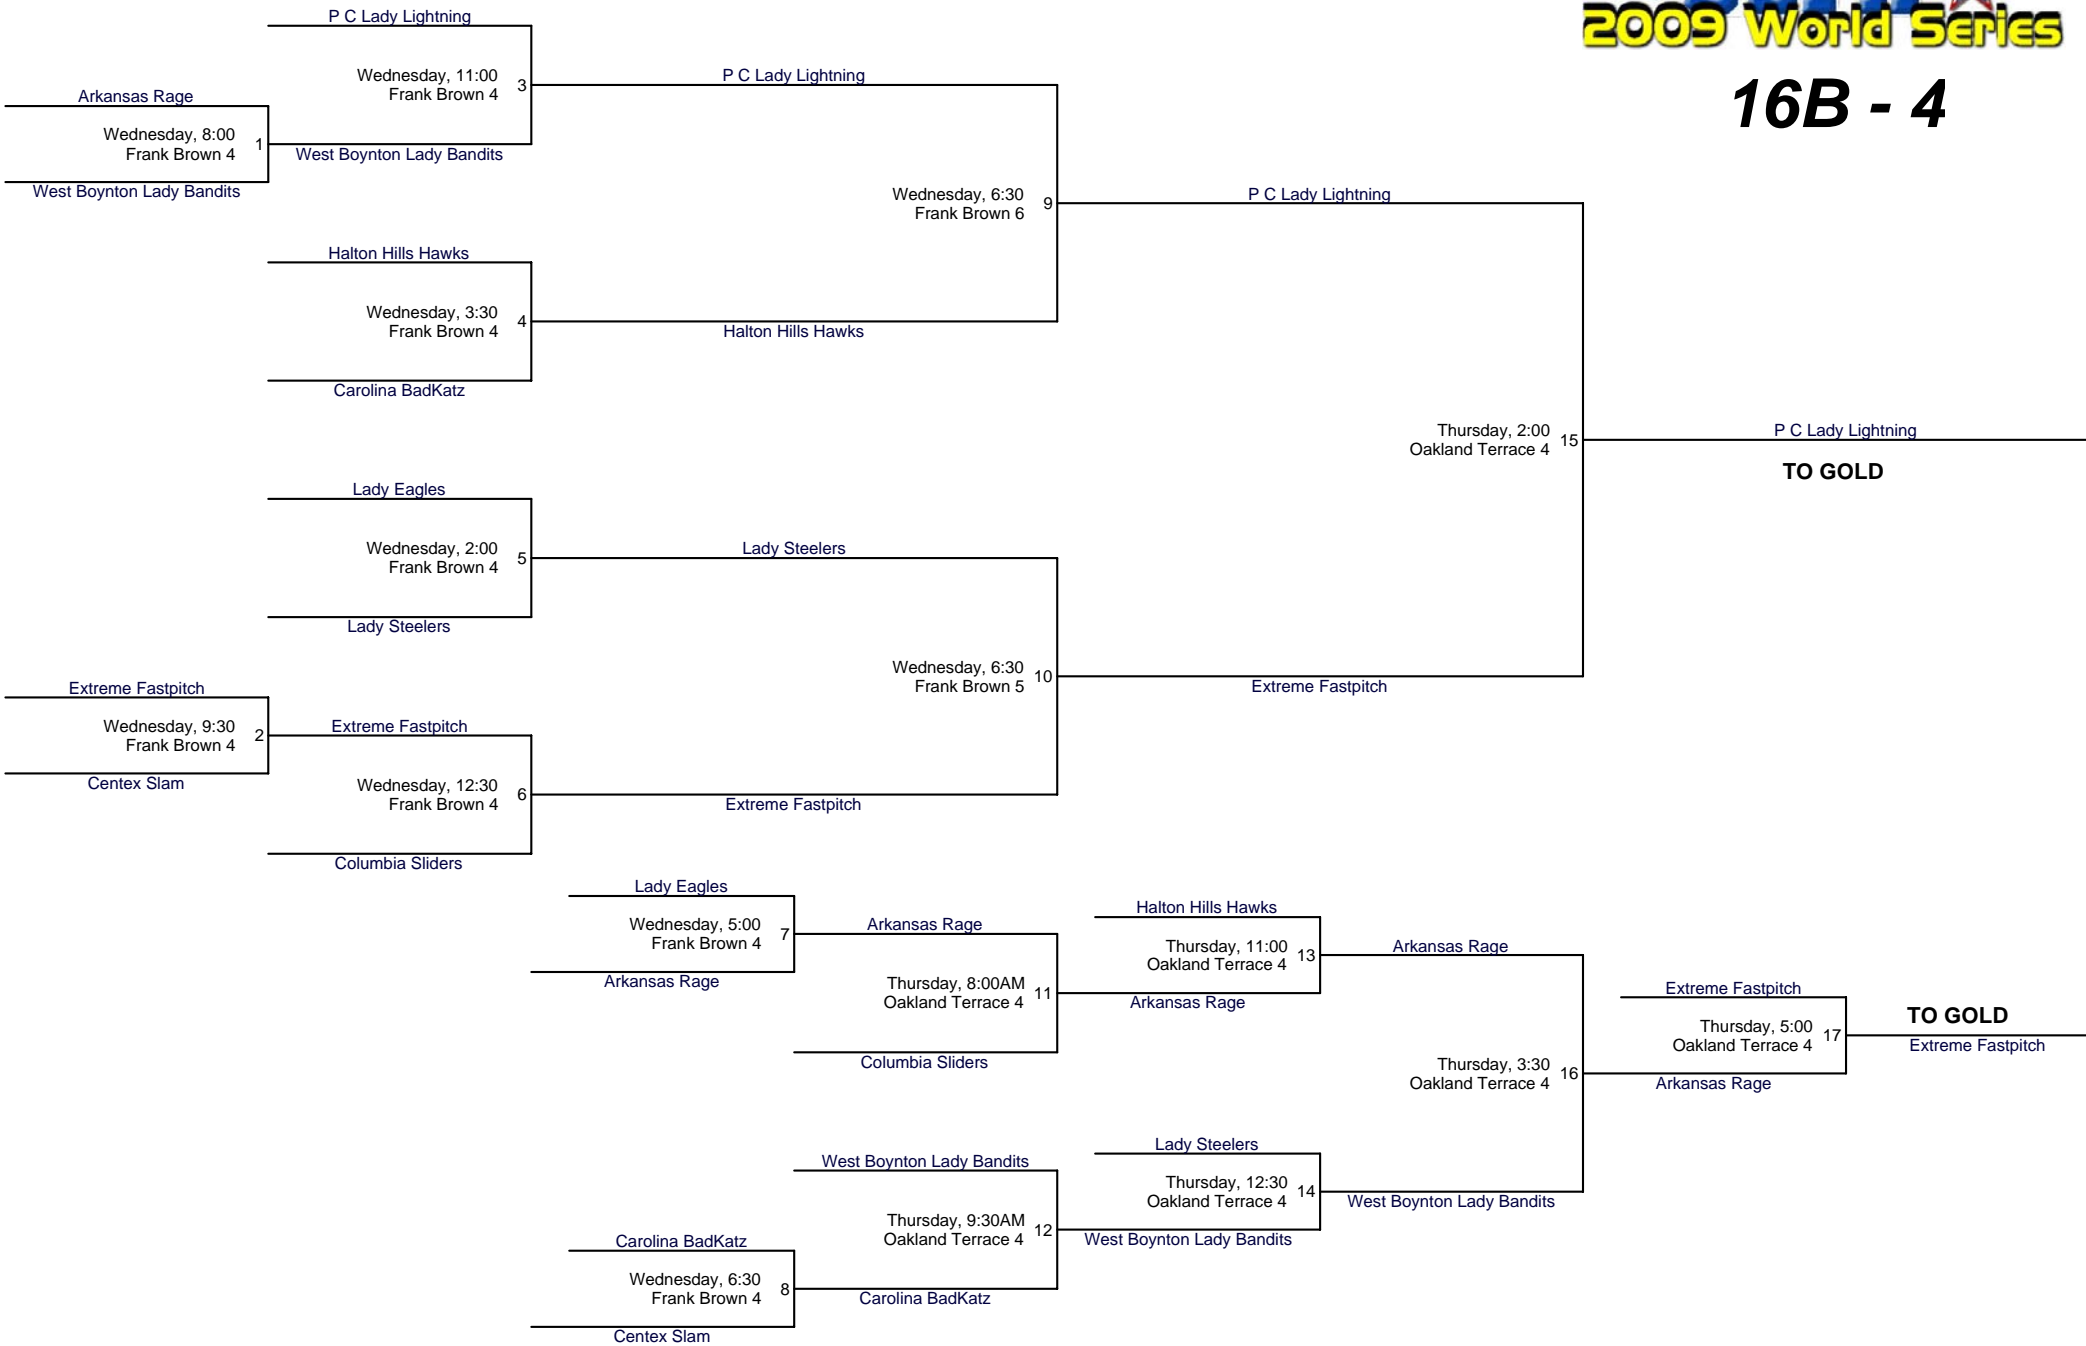 2009 World Series
16B - 4
P C Lady Lightning
Wednesday, 11:00
Frank Brown 4
3
P C Lady Lightning
Arkansas Rage
Wednesday, 8:00
Frank Brown 4
1
West Boynton Lady Bandits
West Boynton Lady Bandits
Wednesday, 6:30
Frank Brown 6
9
P C Lady Lightning
Halton Hills Hawks
Wednesday, 3:30
Frank Brown 4
4
Halton Hills Hawks
Carolina BadKatz
Thursday, 2:00
Oakland Terrace 4
15
P C Lady Lightning
TO GOLD
Lady Eagles
Wednesday, 2:00
Frank Brown 4
5
Lady Steelers
Lady Steelers
Wednesday, 6:30
Frank Brown 5
10
Extreme Fastpitch
Extreme Fastpitch
Wednesday, 9:30
Frank Brown 4
2
Extreme Fastpitch
Centex Slam
Wednesday, 12:30
Frank Brown 4
6
Extreme Fastpitch
Columbia Sliders
Lady Eagles
Wednesday, 5:00
Frank Brown 4
7
Arkansas Rage
Arkansas Rage
Thursday, 8:00AM
Oakland Terrace 4
11
Columbia Sliders
Halton Hills Hawks
Thursday, 11:00
Oakland Terrace 4
13
Arkansas Rage
Arkansas Rage
Thursday, 3:30
Oakland Terrace 4
16
Extreme Fastpitch
Thursday, 5:00
Oakland Terrace 4
17
TO GOLD
Extreme Fastpitch
Arkansas Rage
Lady Steelers
Thursday, 12:30
Oakland Terrace 4
14
West Boynton Lady Bandits
West Boynton Lady Bandits
Thursday, 9:30AM
Oakland Terrace 4
12
West Boynton Lady Bandits
Carolina BadKatz
Wednesday, 6:30
Frank Brown 4
8
Carolina BadKatz
Centex Slam